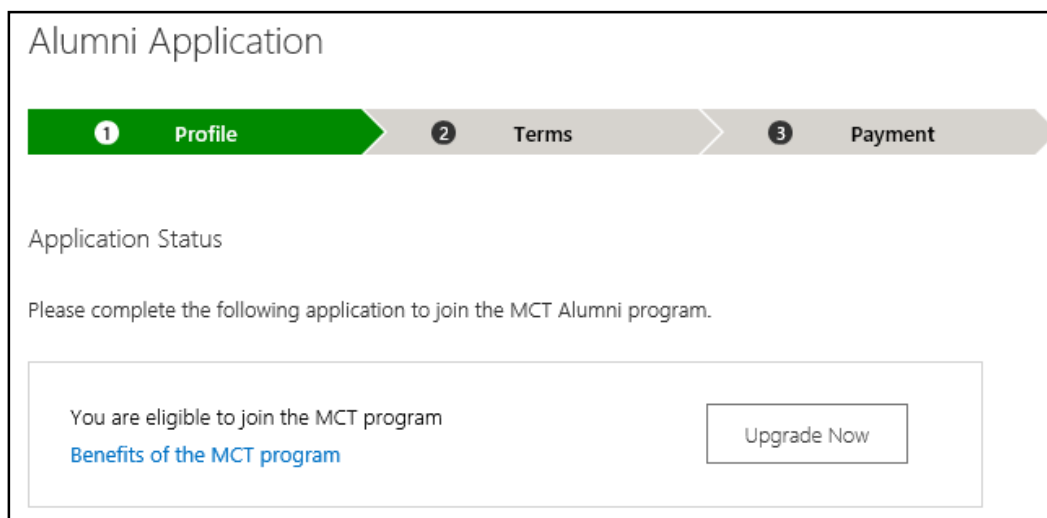 Alumni Application
1 Profile
2 Terms
3 Payment
Application Status
Please complete the following application to join the MCT Alumni program.
You are eligible to join the MCT program
Benefits of the MCT program
Upgrade Now